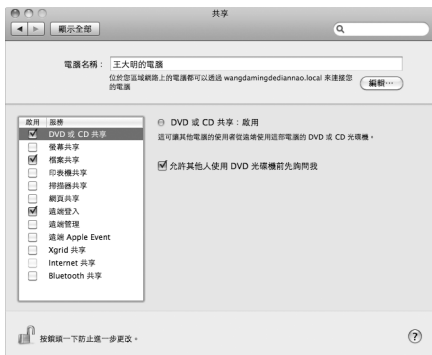 共享
顯示全部
電腦名稱：
王大明的電腦
位於您區域網路上的電腦都可以透過 wangdamingdediannao.local 來連接您
的電腦
編輯⋯
啟用 服務
DVD 或 CD 共享
螢幕共享
檔案共享
印表機共享
掃描器共享
網頁共享
遠端登入
遠端管理
遠端 Apple Event
Xgrid 共享
Internet 共享
Bluetooth 共享
DVD 或 CD 共享：啟用
這可讓其他電腦的使用者從遠端使用這部電腦的 DVD 或 CD 光碟機。
允許其他人使用 DVD 光碟機前先詢問我
按鎖頭一下防止進一步更改。
?